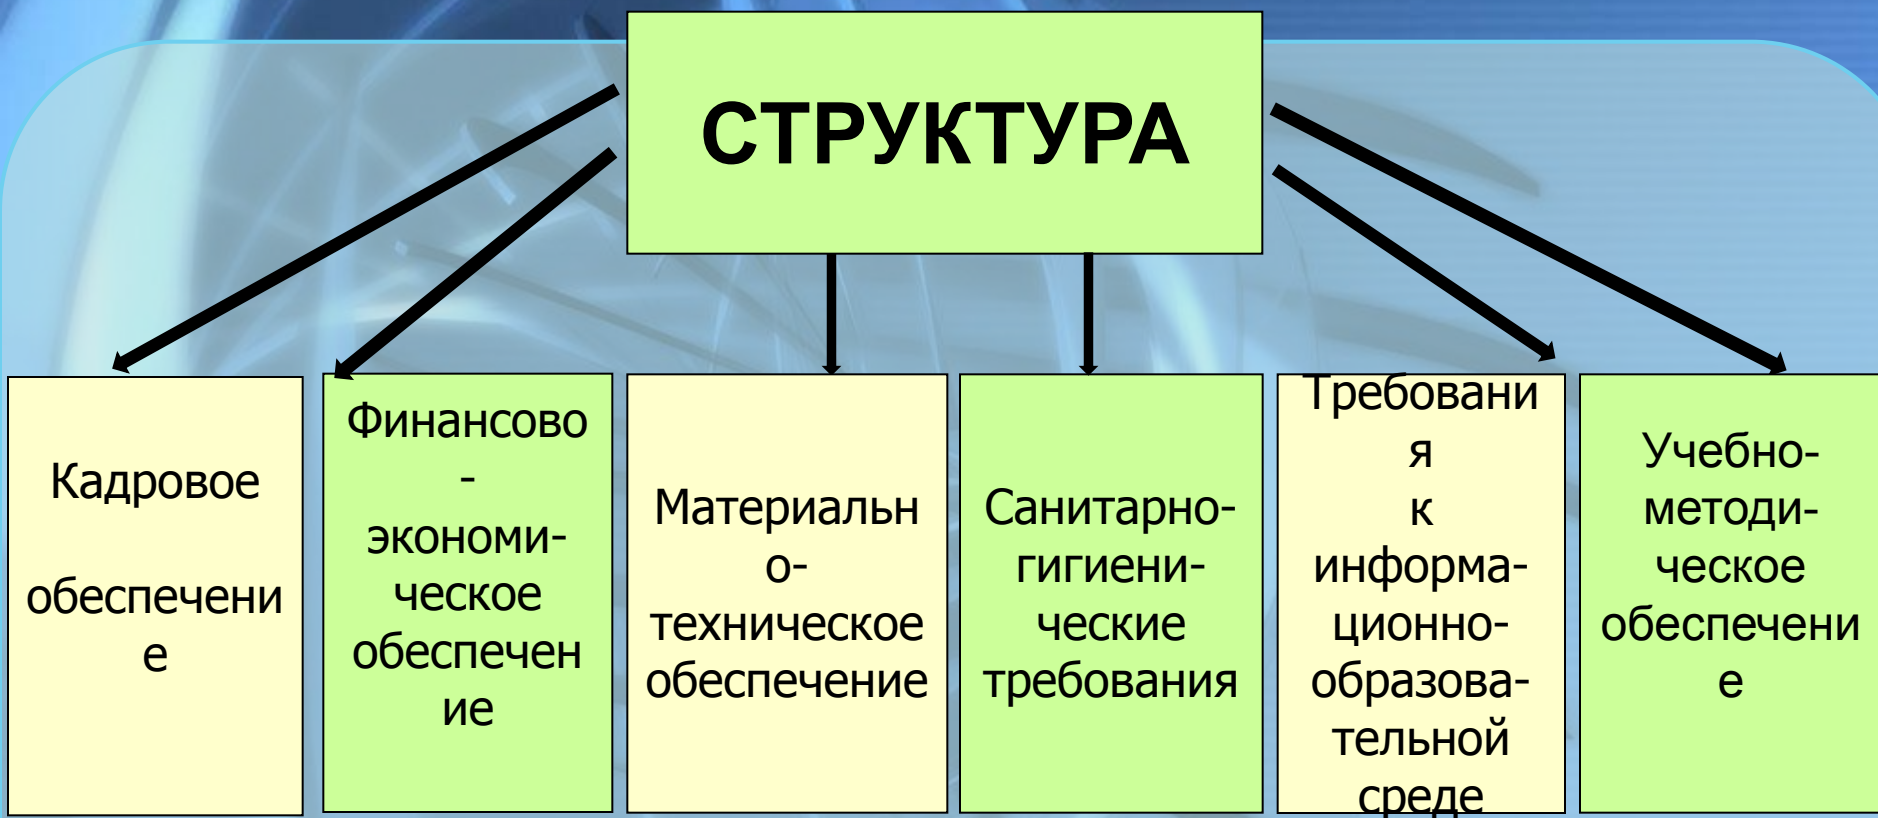 СТРУКТУРА
Кадровое
обеспечени
е
Финансово
-
экономи-
ческое
обеспечен
ие
Материальн
о-
техническое
обеспечение
Санитарно-
гигиени-
ческие
требования
Требовани
я
к
информа-
ционно-
образова-
тельной
среде
Учебно-
методи-
ческое
обеспечени
е